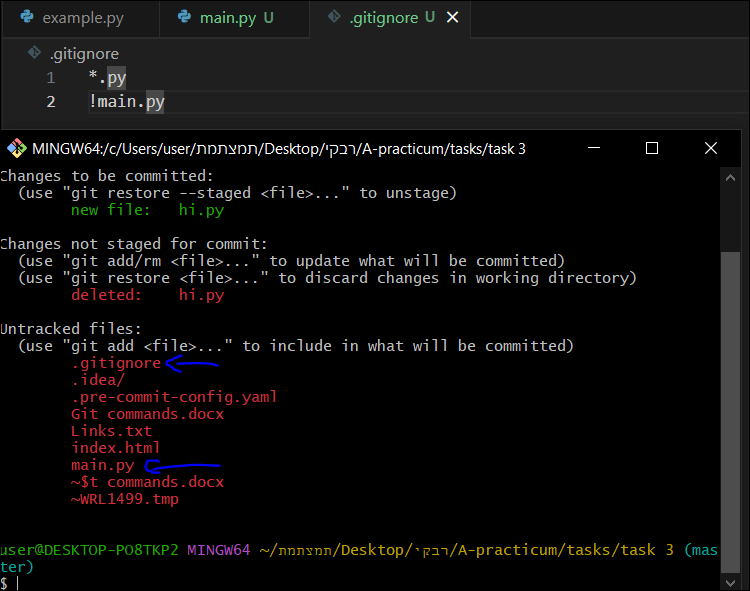 example.py main.py U .gitignore U
.gitignore
1 *.py
2 !main.py
MINGW64:/c/Users/user/תמצתמת/Desktop/רבקי/A-practicum/tasks/task 3
Changes to be committed:
(use "git restore --staged <file>..." to unstage)
new file: hi.py
Changes not staged for commit:
(use "git add/rm <file>..." to update what will be committed)
(use "git restore <file>..." to discard changes in working directory)
deleted: hi.py
Untracked files:
(use "git add <file>..." to include in what will be committed)
.gitignore
.idea/
.pre-commit-config.yaml
Git commands.docx
Links.txt
index.html
main.py
~$t commands.docx
~WRL1499.tmp
user@DESKTOP-PO8TKP2 MINGW64 ~/תמצתמת/Desktop/רבקי/A-practicum/tasks/task 3 (mas
ter)
$